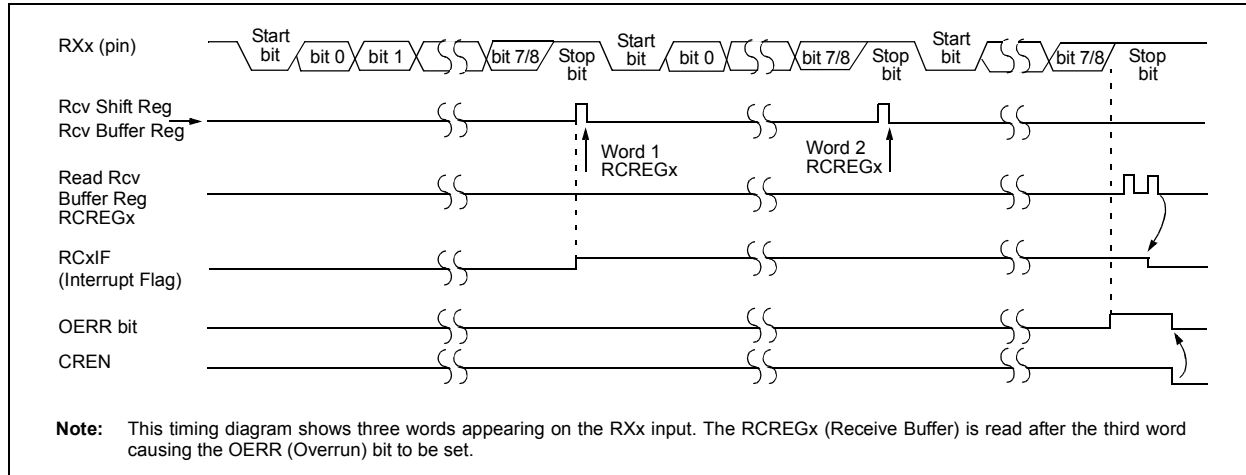 RXx (pin)
Start bit
bit 0
bit 1
bit 7/8
Stop bit
Start bit
bit 0
bit 7/8
Stop bit
Start bit
bit 7/8
Stop bit
Rcv Shift Reg
Rcv Buffer Reg
Word 1
RCREGx
Word 2
RCREGx
Read Rcv
Buffer Reg
RCREGx
RCxIF
(Interrupt Flag)
OERR bit
CREN
Note: This timing diagram shows three words appearing on the RXx input. The RCREGx (Receive Buffer) is read after the third word
causing the OERR (Overrun) bit to be set.